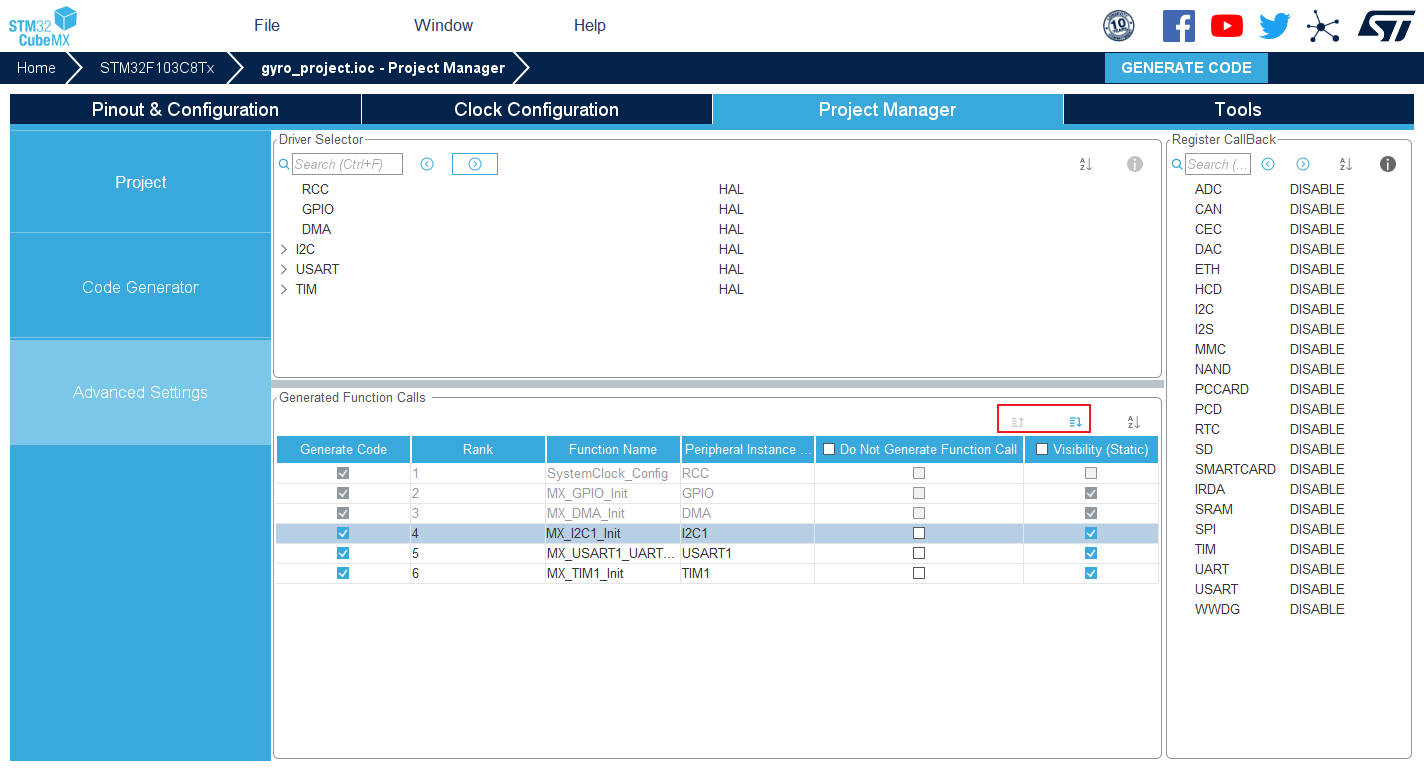 STM32
CubeMX
File Window Help
10
Home STM32F103C8Tx gyro_project.ioc - Project Manager GENERATE CODE
Pinout & Configuration Clock Configuration Project Manager Tools
Project
Code Generator
Advanced Settings
Driver Selector
Search (Ctrl+F)
RCC HAL
GPIO HAL
DMA HAL
I2C HAL
USART HAL
TIM HAL
Generated Function Calls
Generate Code Rank Function Name Peripheral Instance ... Do Not Generate Function Call Visibility (Static)
1 SystemClock_Config RCC
2 MX_GPIO_Init GPIO
3 MX_DMA_Init DMA
4 MX_I2C1_Init I2C1
5 MX_USART1_UART... USART1
6 MX_TIM1_Init TIM1
Register CallBack
Search (...
ADC DISABLE
CAN DISABLE
CEC DISABLE
DAC DISABLE
ETH DISABLE
HCD DISABLE
I2C DISABLE
I2S DISABLE
MMC DISABLE
NAND DISABLE
PCCARD DISABLE
PCD DISABLE
RTC DISABLE
SD DISABLE
SMARTCARD DISABLE
IRDA DISABLE
SRAM DISABLE
SPI DISABLE
TIM DISABLE
UART DISABLE
USART DISABLE
WWDG DISABLE